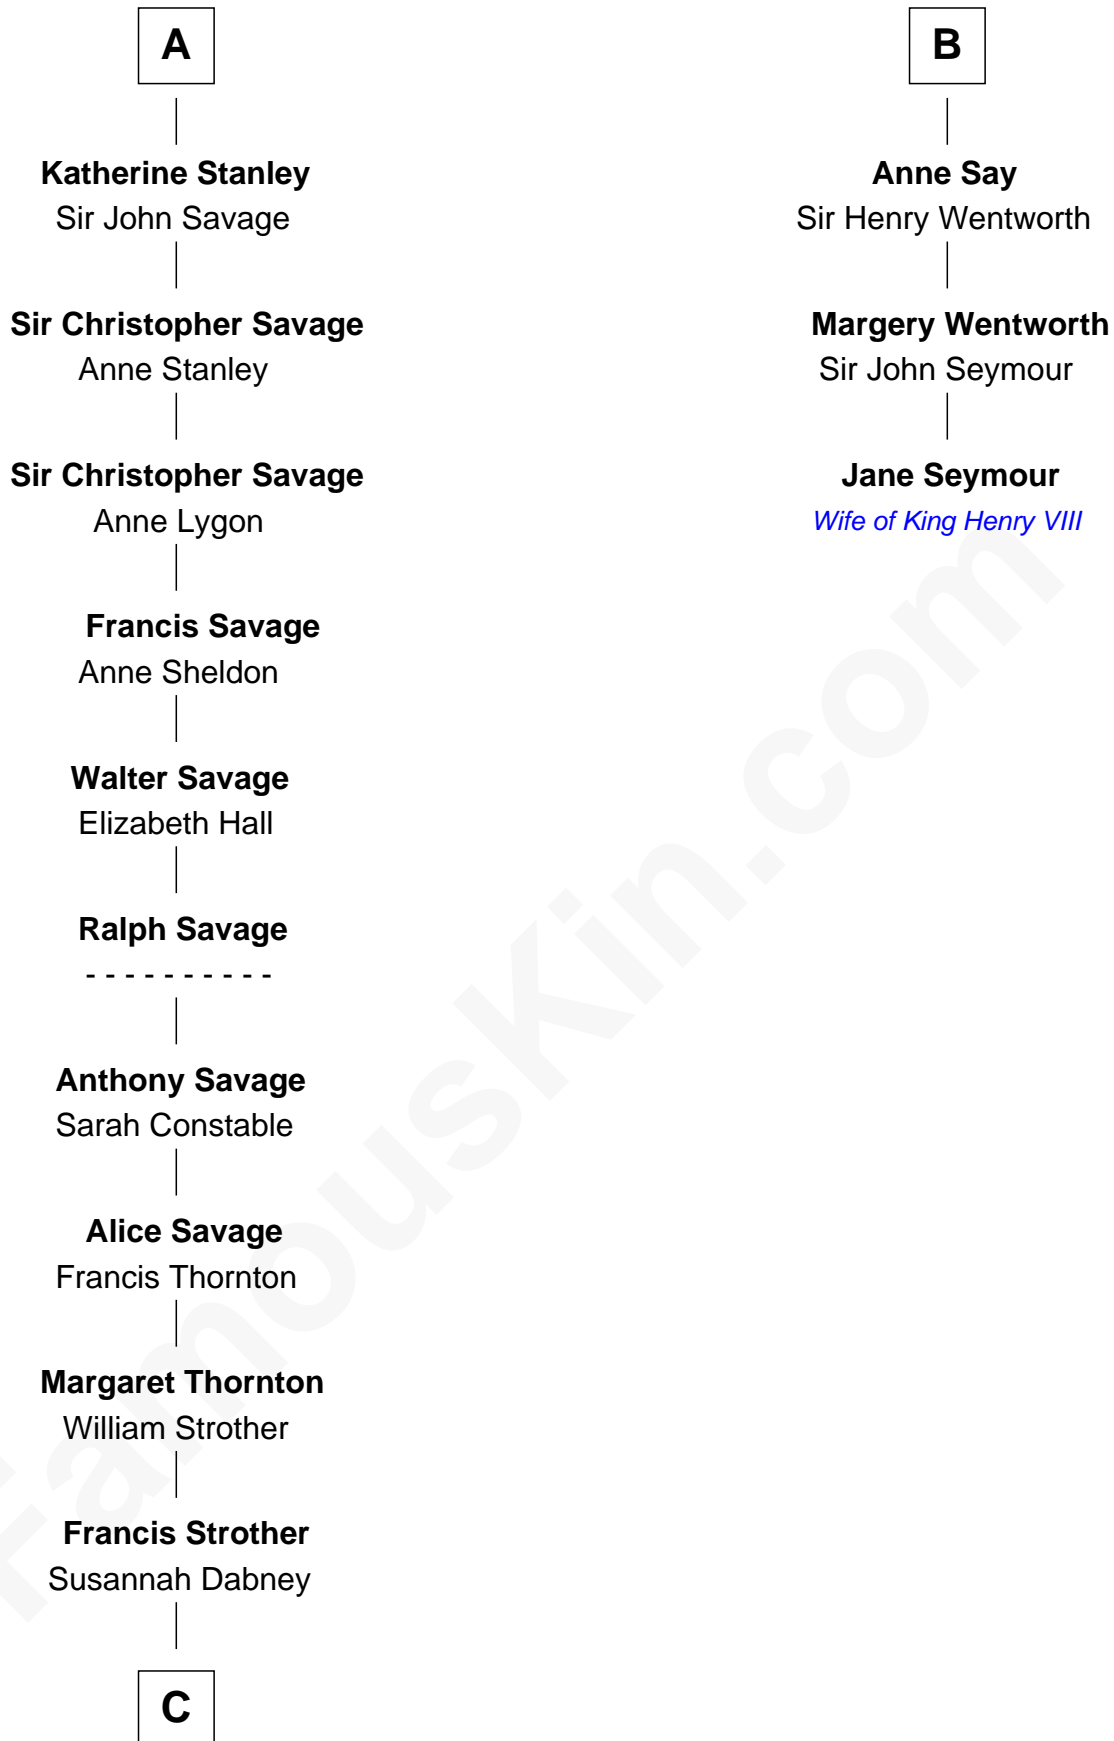 A
Katherine Stanley
Sir John Savage
Sir Christopher Savage
Anne Stanley
Sir Christopher Savage
Anne Lygon
Francis Savage
Anne Sheldon
Walter Savage
Elizabeth Hall
Ralph Savage
- - - - - - - - - -
Anthony Savage
Sarah Constable
Alice Savage
Francis Thornton
Margaret Thornton
William Strother
Francis Strother
Susannah Dabney
C
B
Anne Say
Sir Henry Wentworth
Margery Wentworth
Sir John Seymour
Jane Seymour
Wife of King Henry VIII
FamousKin.com